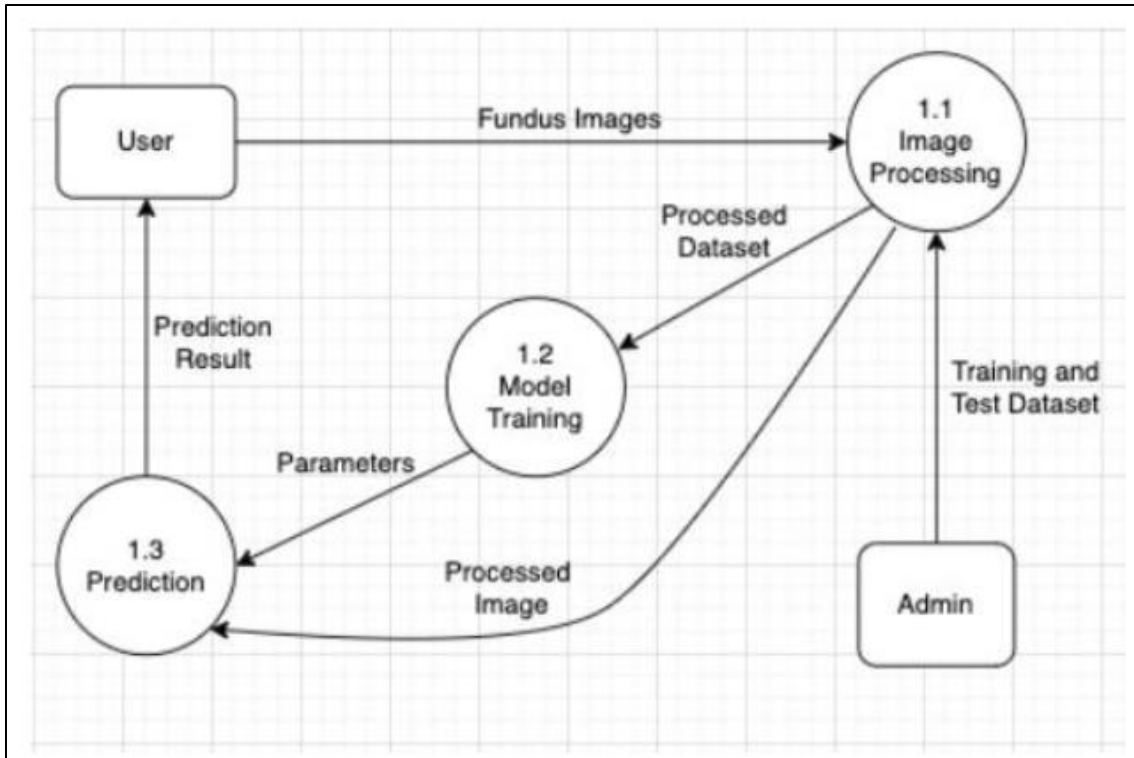 User
Fundus Images
1.1
Image
Processing
Processed
Dataset
Prediction
Result
1.2
Model
Training
Training and
Test Dataset
Parameters
1.3
Prediction
Processed
Image
Admin